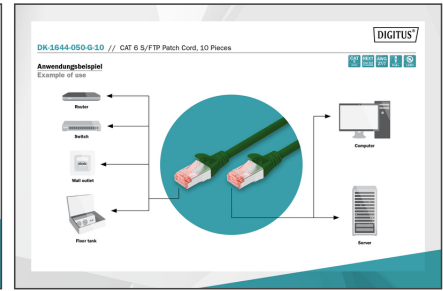 DIGITUS®
DK-1644-050-G-10 // CAT 6 S/FTP Patch Cord, 10 Pieces
Anwendungsbeispiel
Example of use
Router
Switch
Wall outlet
Floor tank
Computer
Server